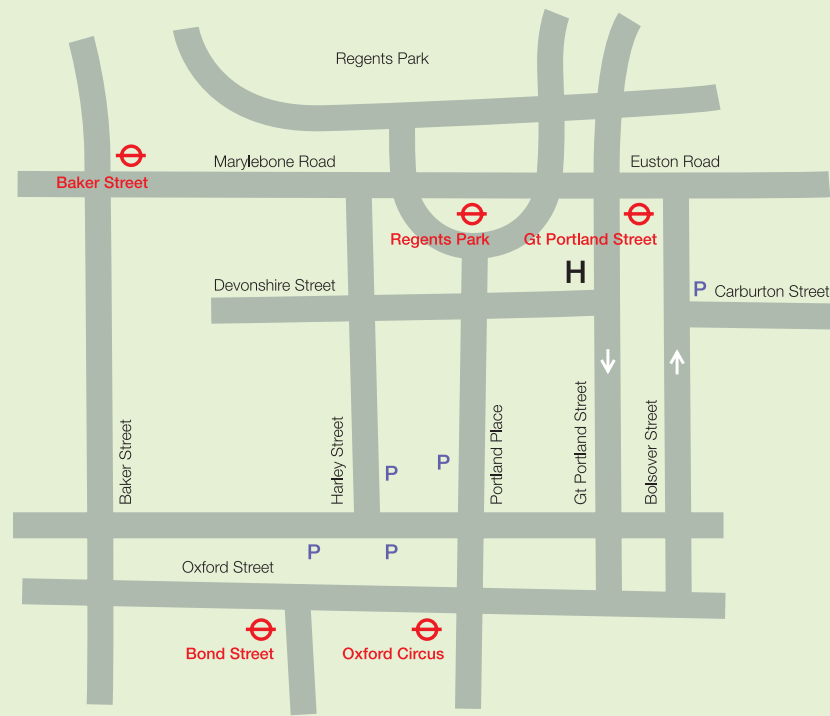 Regents Park
Marylebone Road
Euston Road
Baker Street
Regents Park
Gt Portland Street
H
Devonshire Street
P
Carburton Street
Baker Street
Harley Street
Portland Place
Gt Portland Street
Bolsover Street
P
P
P
P
Oxford Street
Bond Street
Oxford Circus